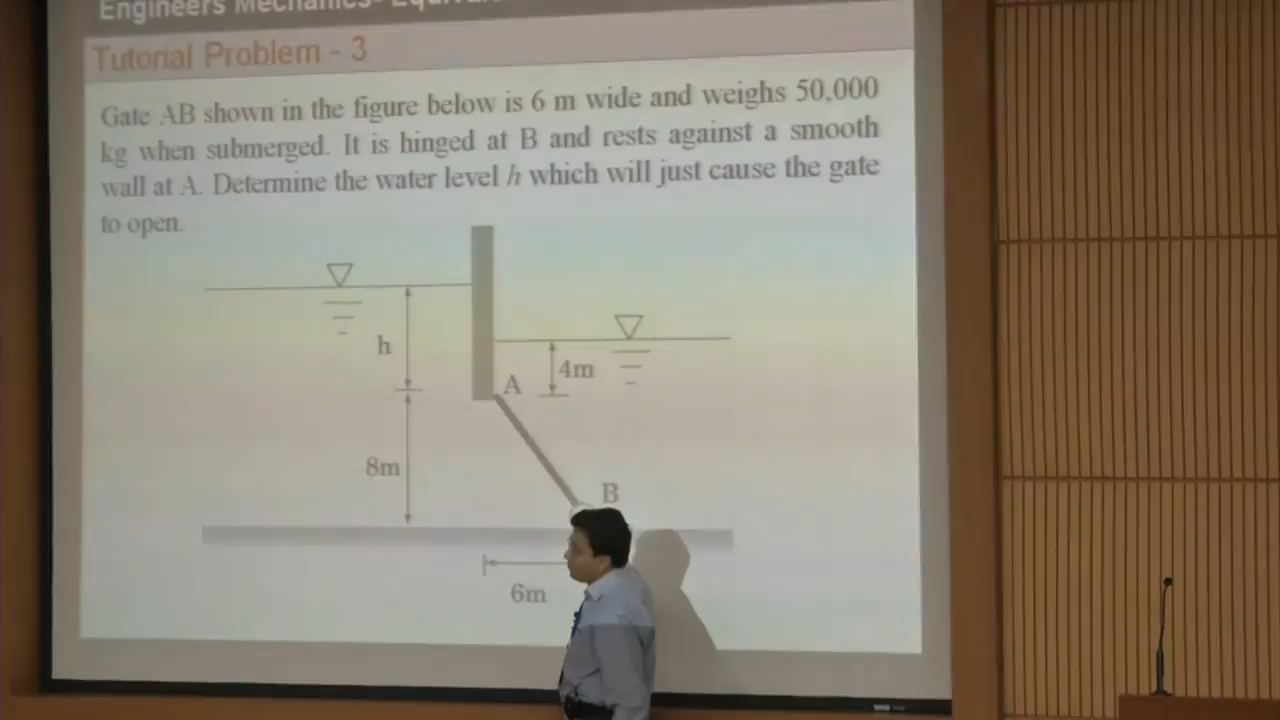 Engineers Mechanics-
Tutorial Problem - 3
Gate AB shown in the figure below is 6 m wide and weighs 50,000
kg when submerged. It is hinged at B and rests against a smooth
wall at A. Determine the water level h which will just cause the gate
to open.
h
4m
A
8m
B
6m